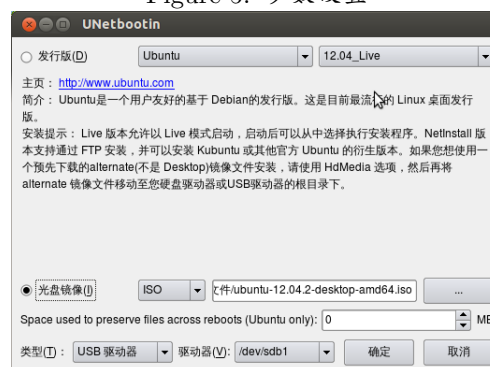 UNetbootin
发行版(D) Ubuntu 12.04_Live
主页： http://www.ubuntu.com
简介： Ubuntu是一个用户友好的基于 Debian的发行版。这是目前最流行的 Linux 桌面发行
版。
安装提示： Live 版本允许以 Live 模式启动，启动后可以从中选择执行安装程序。NetInstall 版
本支持通过 FTP 安装，并可以安装 Kubuntu 或其他官方 Ubuntu 的衍生版本。如果您想使用一
个预先下载的alternate(不是 Desktop)镜像文件安装，请使用 HdMedia 选项，然后再将
alternate 镜像文件移动至您硬盘驱动器或USB驱动器的根目录下。
光盘镜像(I) ISO 文件/ubuntu-12.04.2-desktop-amd64.iso ...
Space used to preserve files across reboots (Ubuntu only): 0
类型(T)： USB 驱动器 驱动器(V): /dev/sdb1 确定 取消